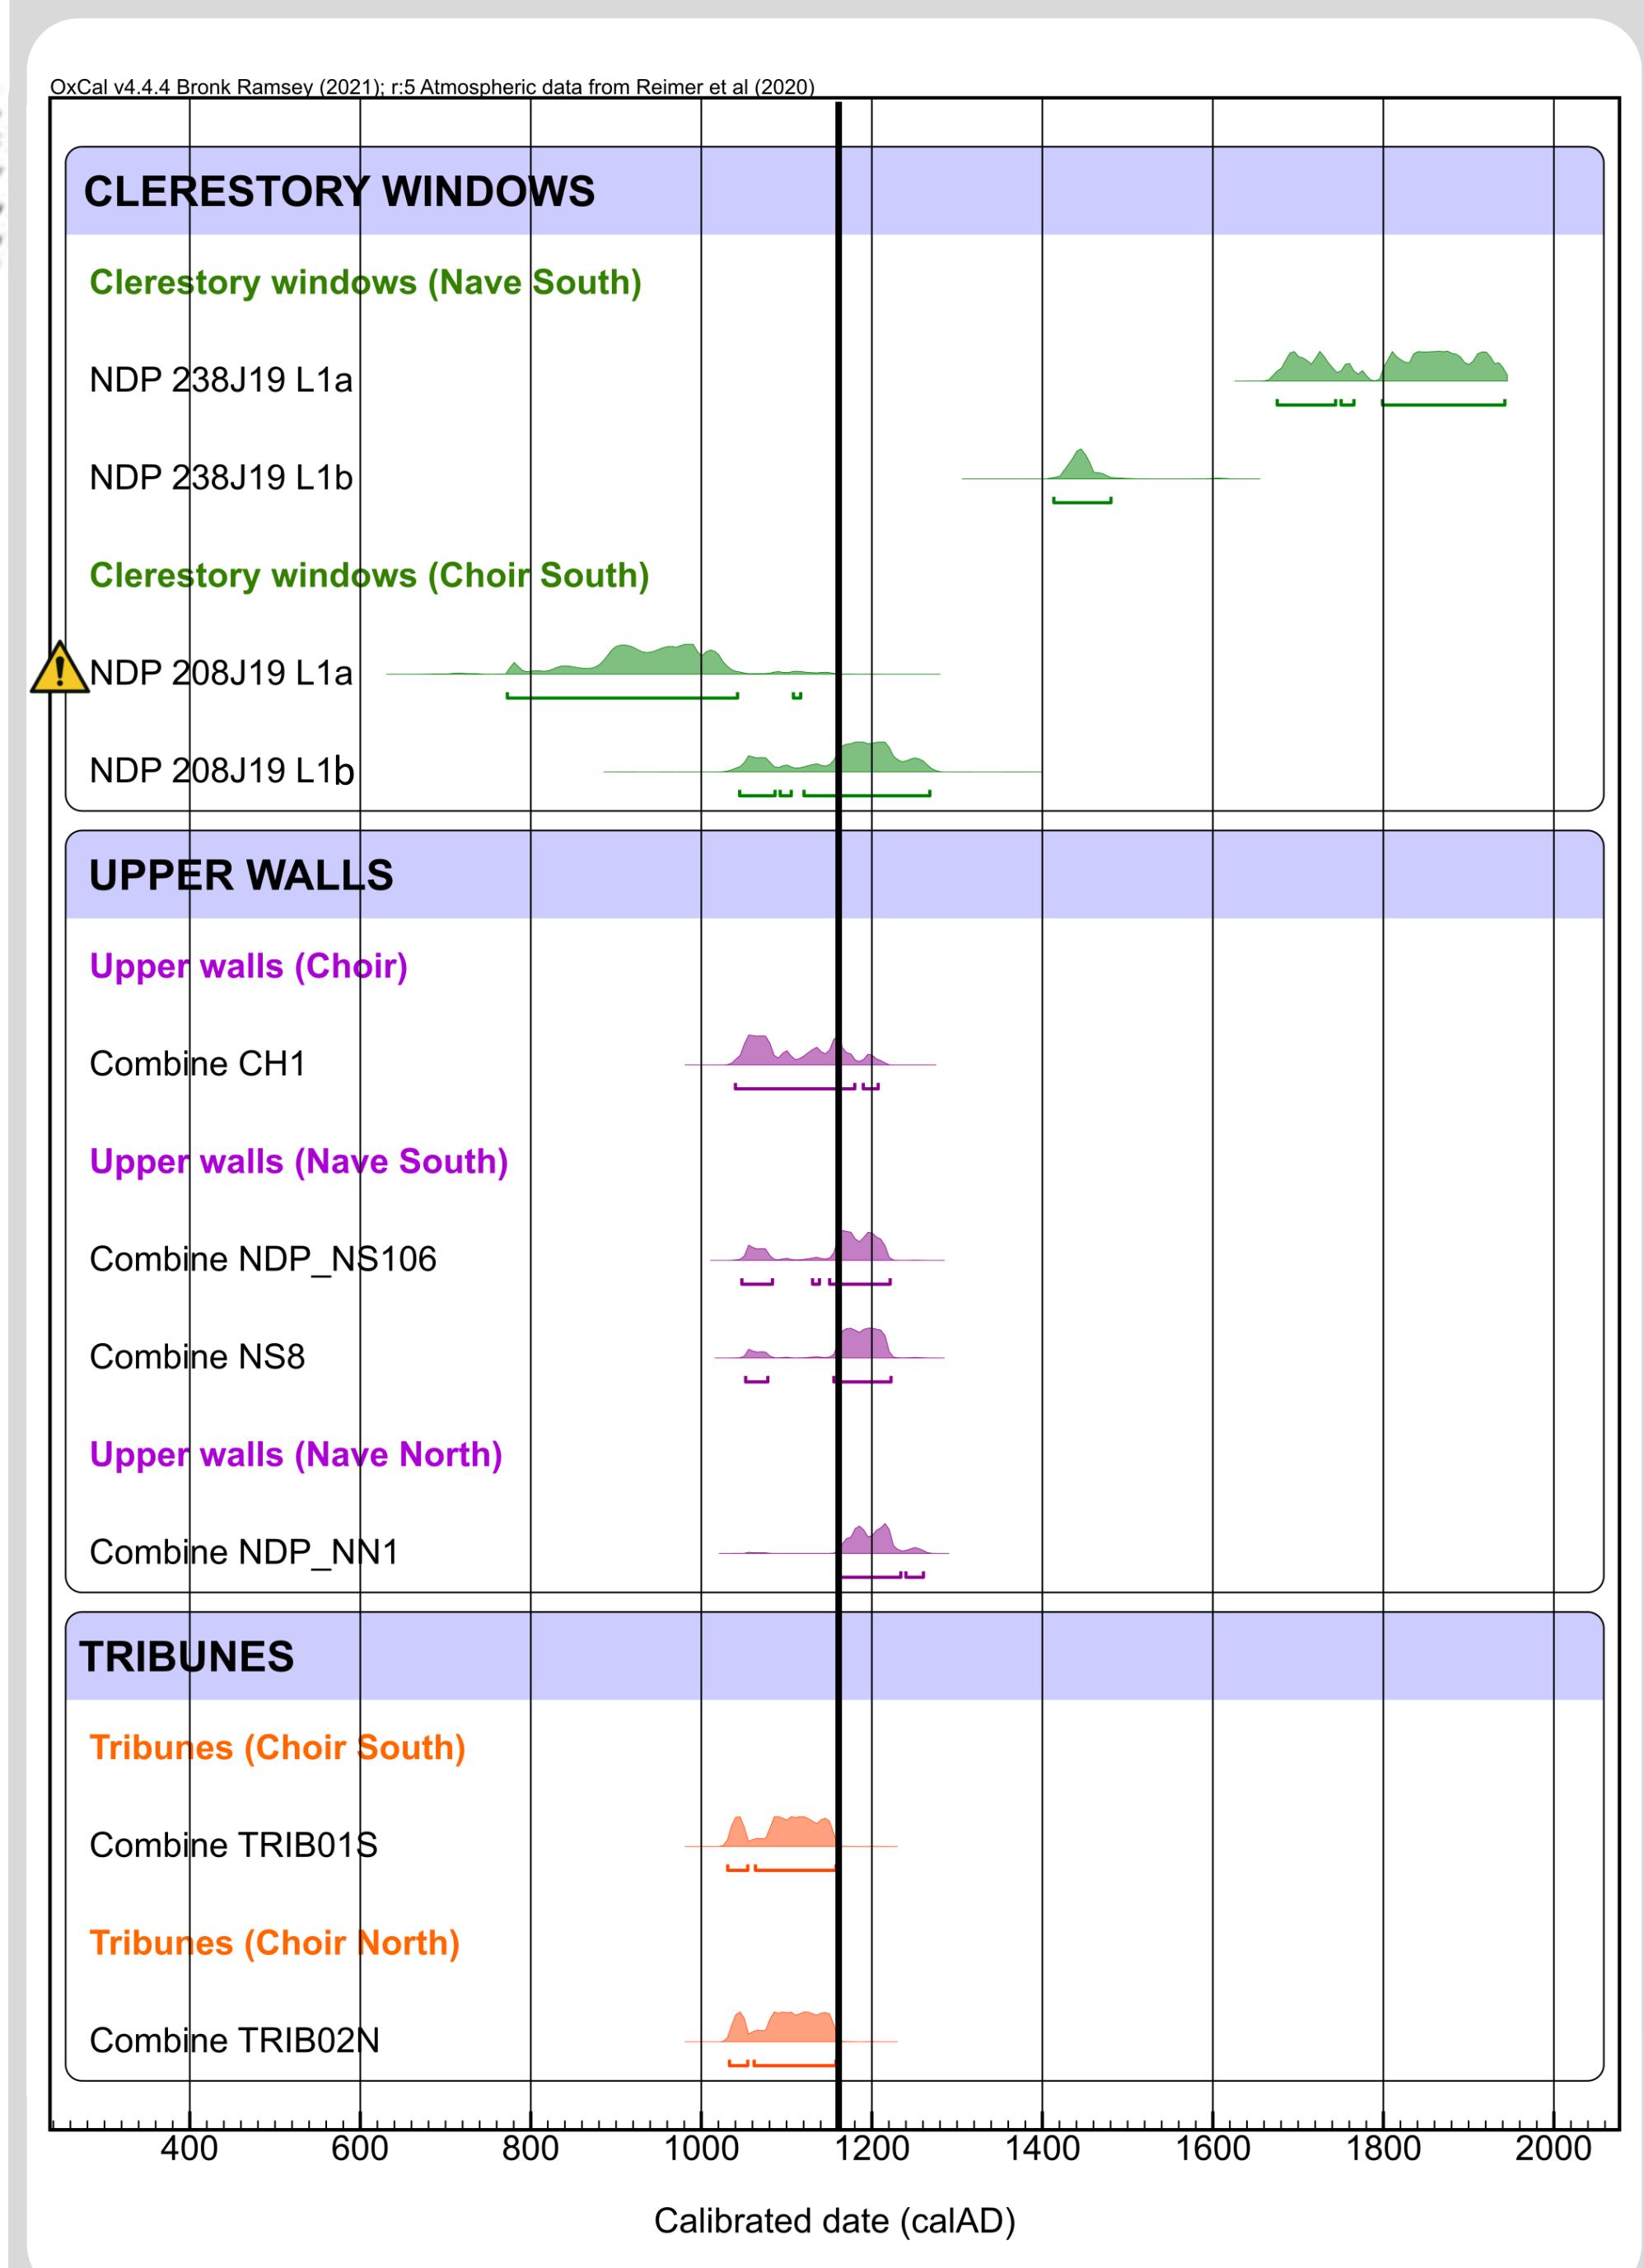 OxCal v4.4.4 Bronk Ramsey (2021); r:5 Atmospheric data from Reimer et al (2020)
CLERESTORY WINDOWS
Clerestory windows (Nave South)
NDP 238J19 L1a
NDP 238J19 L1b
Clerestory windows (Choir South)
! NDP 208J19 L1a
NDP 208J19 L1b
UPPER WALLS
Upper walls (Choir)
Combine CH1
Upper walls (Nave South)
Combine NDP_NS106
Combine NS8
Upper walls (Nave North)
Combine NDP_NN1
TRIBUNES
Tribunes (Choir South)
Combine TRIB01S
Tribunes (Choir North)
Combine TRIB02N
400 600 800 1000 1200 1400 1600 1800 2000
Calibrated date (calAD)